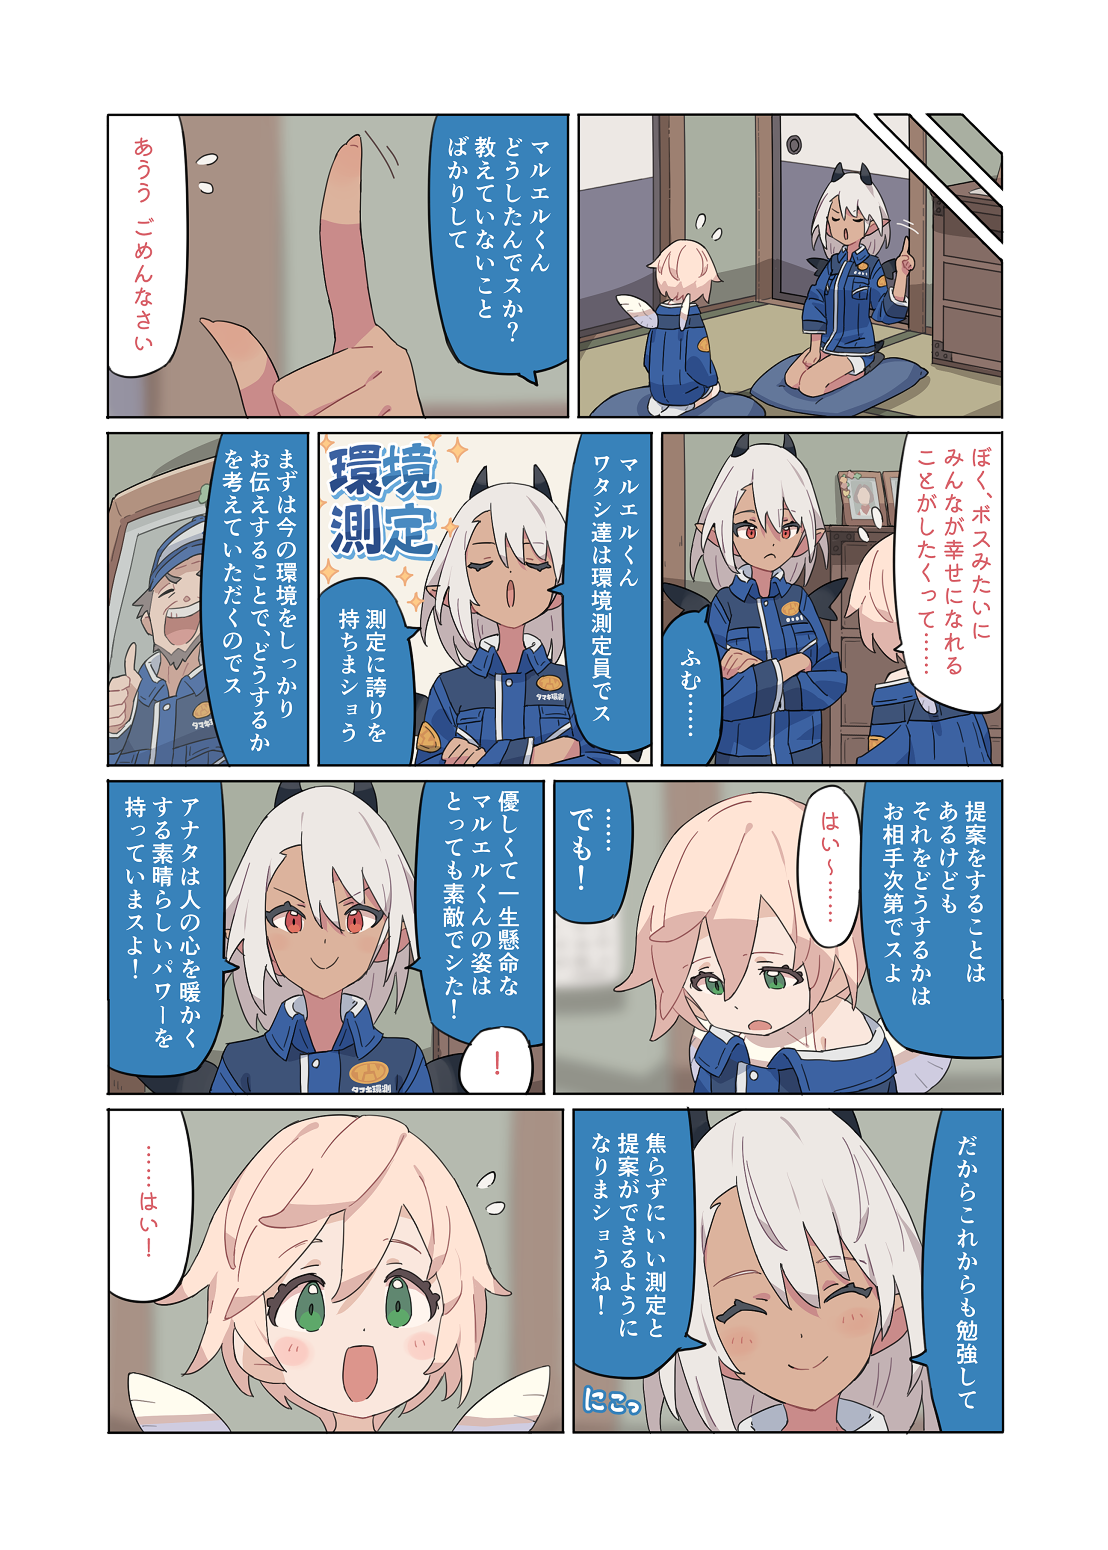 マルエルくん
どうしたんでスか？
教えていないこと
ばかりして
あうう ごめんなさい
ぼく、ボスみたいに
みんなが幸せになれる
ことがしたくって……
ふむ……
マルエルくん
ワタシ達は環境測定員でス
環境
測定
測定に誇りを
持ちまショう
タマキ環測
まずは今の環境をしっかり
お伝えすることで、どうするか
を考えていただくのでス
提案をすることは
あるけども
それをどうするかは
お相手次第でスよ
はい〜……
……
でも！
優しくて一生懸命な
マルエルくんの姿は
とっても素敵でシた！
！
アナタは人の心を暖かく
する素晴らしいパワーを
持っていまスよ！
タマキ環測
だからこれからも勉強して
焦らずにいい測定と
提案ができるように
なりまショうね！
にこっ
……はい！